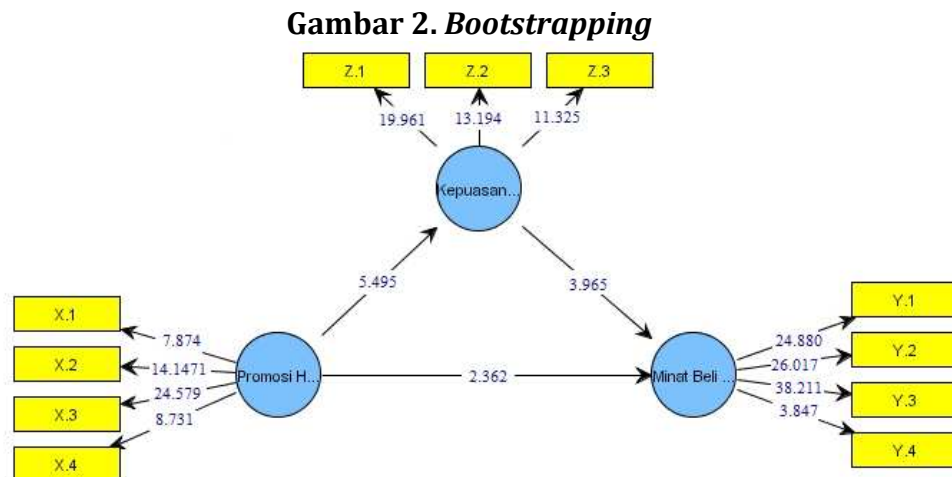 Gambar 2. Bootstrapping
Z.1 Z.2 Z.3
19.961 13.194 11.325
Kepuasan...
5.495 3.965
X.1
X.2
X.3
X.4
7.874
14.1471
24.579
8.731
Promosi H...
2.362
Minat Beli ...
24.880
26.017
38.211
3.847
Y.1
Y.2
Y.3
Y.4